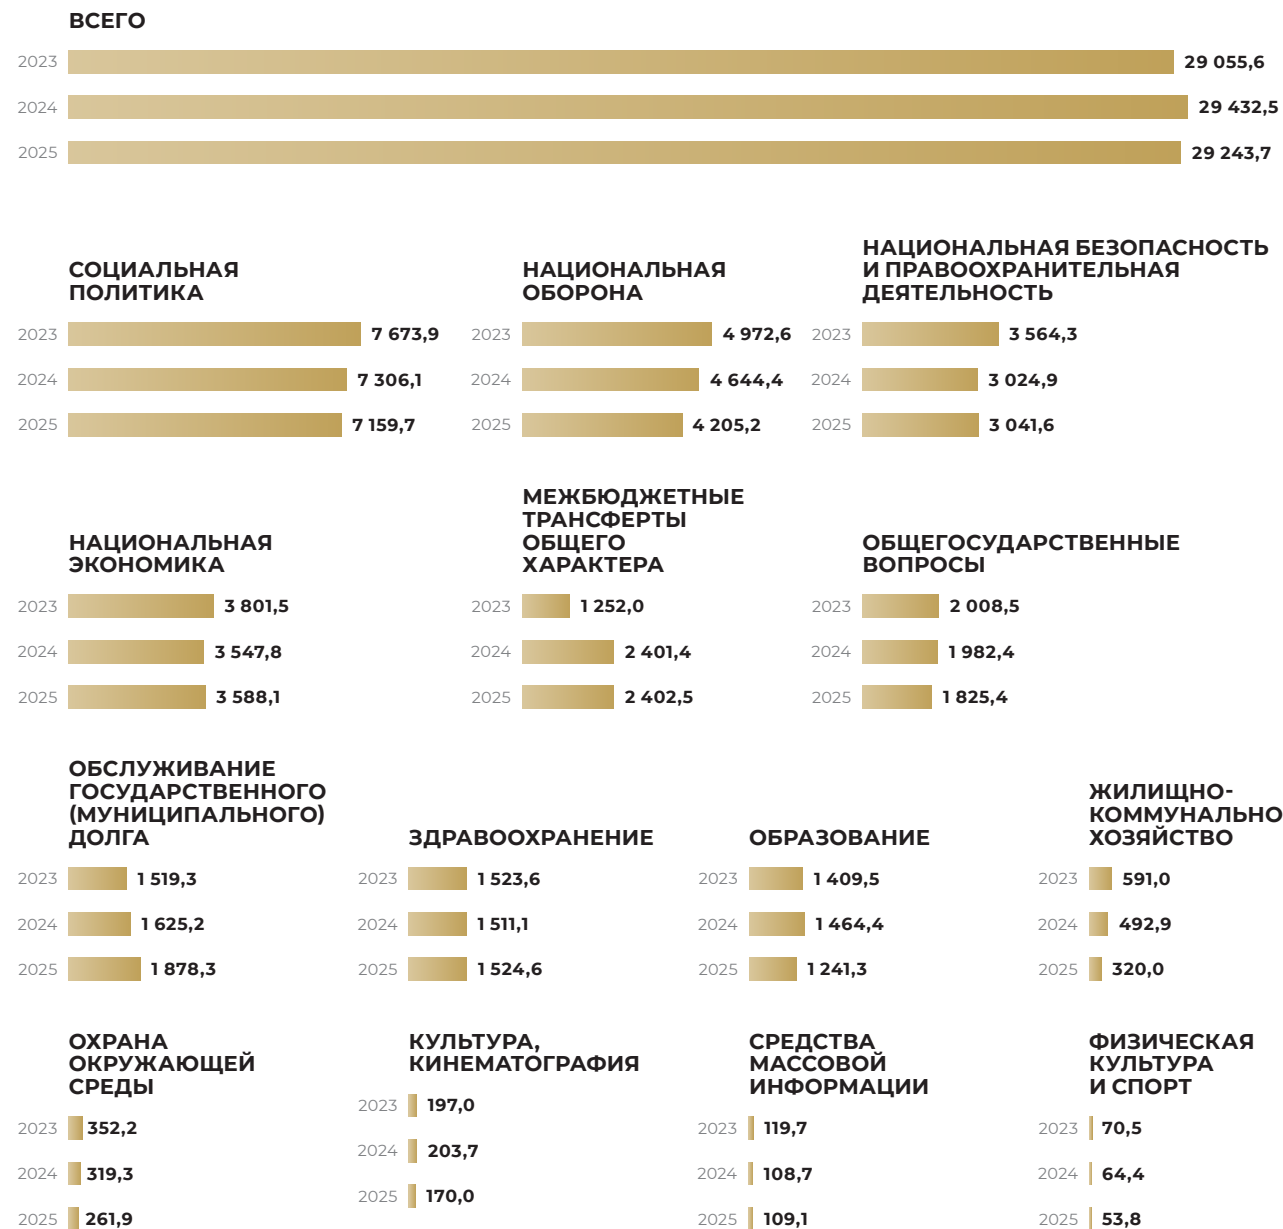 ВСЕГО
2023 29 055,6
2024 29 432,5
2025 29 243,7
СОЦИАЛЬНАЯ
ПОЛИТИКА
2023 7 673,9
2024 7 306,1
2025 7 159,7
НАЦИОНАЛЬНАЯ
ОБОРОНА
2023 4 972,6
2024 4 644,4
2025 4 205,2
НАЦИОНАЛЬНАЯ БЕЗОПАСНОСТЬ
И ПРАВООХРАНИТЕЛЬНАЯ
ДЕЯТЕЛЬНОСТЬ
2023 3 564,3
2024 3 024,9
2025 3 041,6
НАЦИОНАЛЬНАЯ
ЭКОНОМИКА
2023 3 801,5
2024 3 547,8
2025 3 588,1
МЕЖБЮДЖЕТНЫЕ
ТРАНСФЕРТЫ
ОБЩЕГО
ХАРАКТЕРА
2023 1 252,0
2024 2 401,4
2025 2 402,5
ОБЩЕГОСУДАРСТВЕННЫЕ
ВОПРОСЫ
2023 2 008,5
2024 1 982,4
2025 1 825,4
ОБСЛУЖИВАНИЕ
ГОСУДАРСТВЕННОГО
(МУНИЦИПАЛЬНОГО)
ДОЛГА
2023 1 519,3
2024 1 625,2
2025 1 878,3
ЗДРАВООХРАНЕНИЕ
2023 1 523,6
2024 1 511,1
2025 1 524,6
ОБРАЗОВАНИЕ
2023 1 409,5
2024 1 464,4
2025 1 241,3
ЖИЛИЩНО-
КОММУНАЛЬНО
ХОЗЯЙСТВО
2023 591,0
2024 492,9
2025 320,0
ОХРАНА
ОКРУЖАЮЩЕЙ
СРЕДЫ
2023 352,2
2024 319,3
2025 261,9
КУЛЬТУРА,
КИНЕМАТОГРАФИЯ
2023 197,0
2024 203,7
2025 170,0
СРЕДСТВА
МАССОВОЙ
ИНФОРМАЦИИ
2023 119,7
2024 108,7
2025 109,1
ФИЗИЧЕСКАЯ
КУЛЬТУРА
И СПОРТ
2023 70,5
2024 64,4
2025 53,8